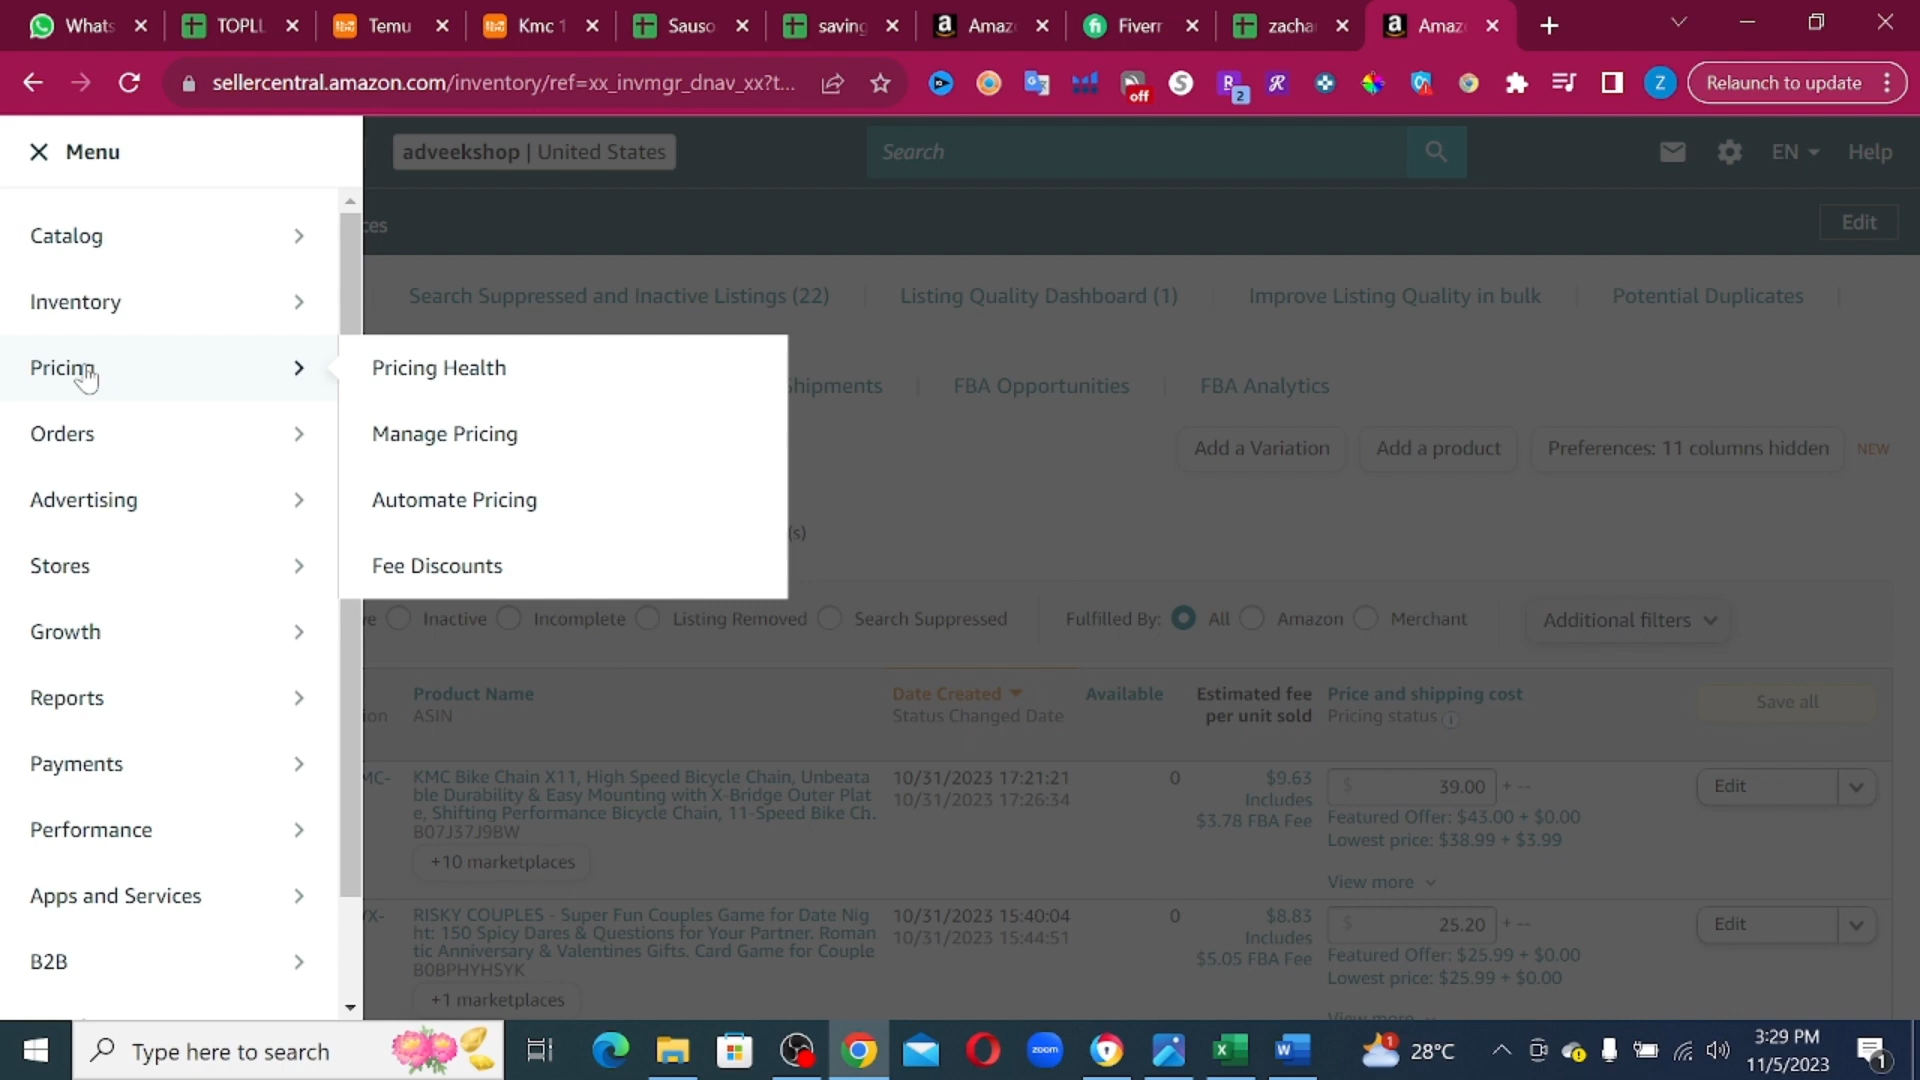 Whats
TOPLL
Temu
Kmc 1
Sauso
saving
Amaz
Fiverr
zacha
Amaz
sellercentral.amazon.com/inventory/ref=xx_invmgr_dnav_xx?t...
off
2
Z
Relaunch to update
Menu
adveekshop | United States
Search
EN
Help
Edit
Catalog
Inventory
Pricing
Orders
Advertising
Stores
Growth
Reports
Payments
Performance
Apps and Services
B2B
Pricing Health
Manage Pricing
Automate Pricing
Fee Discounts
Search Suppressed and Inactive Listings (22)
Listing Quality Dashboard (1)
Improve Listing Quality in bulk
Potential Duplicates
Shipments
FBA Opportunities
FBA Analytics
Add a Variation
Add a product
Preferences: 11 columns hidden
NEW
(s)
Inactive
Incomplete
Listing Removed
Search Suppressed
Fulfilled By:
All
Amazon
Merchant
Additional filters
Product Name
ASIN
Date Created
Status Changed Date
Available
Estimated fee
per unit sold
Price and shipping cost
Pricing status
Save all
KMC Bike Chain X11, High Speed Bicycle Chain, Unbeata
ble Durability & Easy Mounting with X-Bridge Outer Plat
e, Shifting Performance Bicycle Chain, 11-Speed Bike Ch.
B07J37J9BW
+10 marketplaces
10/31/2023 17:21:21
10/31/2023 17:26:34
0
$9.63
Includes
$3.78 FBA Fee
$ 39.00 + --
Featured Offer: $43.00 + $0.00
Lowest price: $38.99 + $3.99
View more
Edit
RISKY COUPLES - Super Fun Couples Game for Date Nig
ht: 150 Spicy Dares & Questions for Your Partner. Roman
tic Anniversary & Valentines Gifts. Card Game for Couple
B0BPHYHSYK
+1 marketplaces
10/31/2023 15:40:04
10/31/2023 15:44:51
0
$8.83
Includes
$5.05 FBA Fee
$ 25.20 + --
Featured Offer: $25.99 + $0.00
Lowest price: $25.99 + $0.00
View more
Edit
Type here to search
zoom
1
28°C
3:29 PM
11/5/2023
1